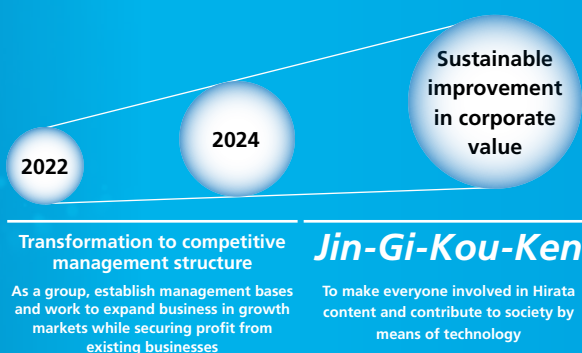 2022
2024
Sustainable
improvement
in corporate
value
Transformation to competitive
management structure
As a group, establish management bases
and work to expand business in growth
markets while securing profit from
existing businesses
Jin-Gi-Kou-Ken
To make everyone involved in Hirata
content and contribute to society by
means of technology